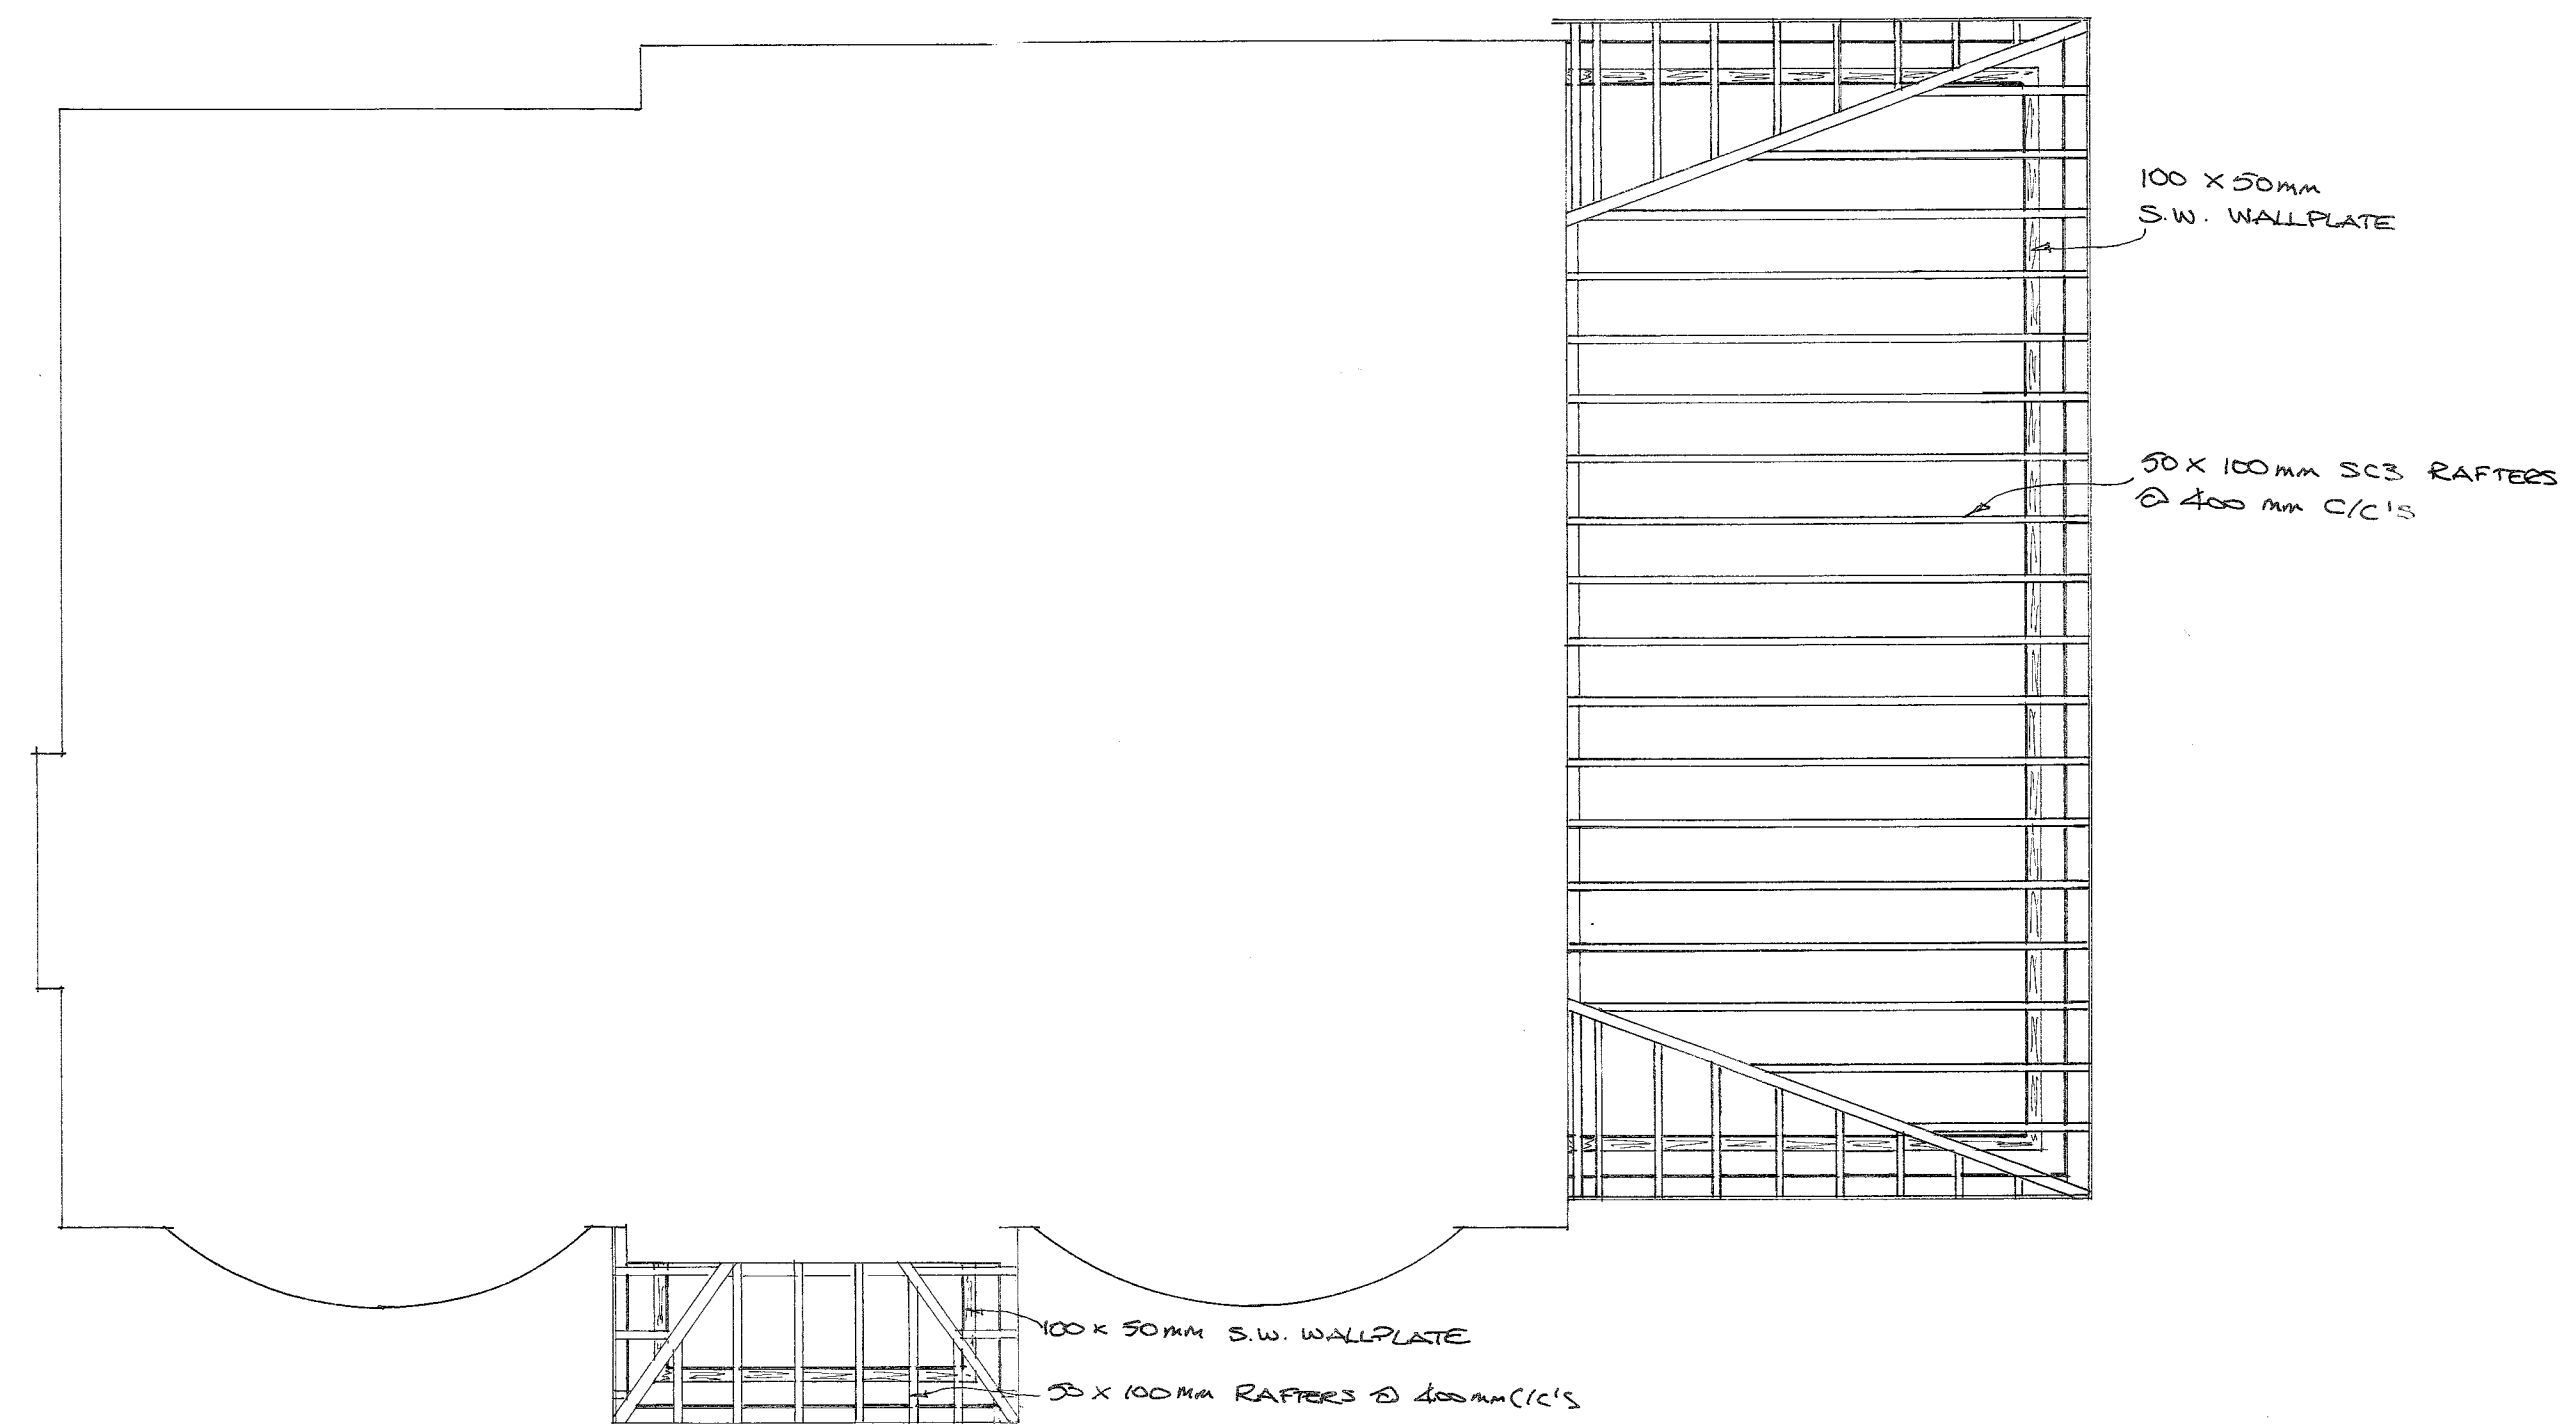 100 X 50mm
S.W. WALLPLATE
50 X 100mm SC3 RAFTERS
@ 400 mm C/C'S
100 x 50mm S.W. WALLPLATE
50 X 100mm RAFTERS @ 400mm C/C'S